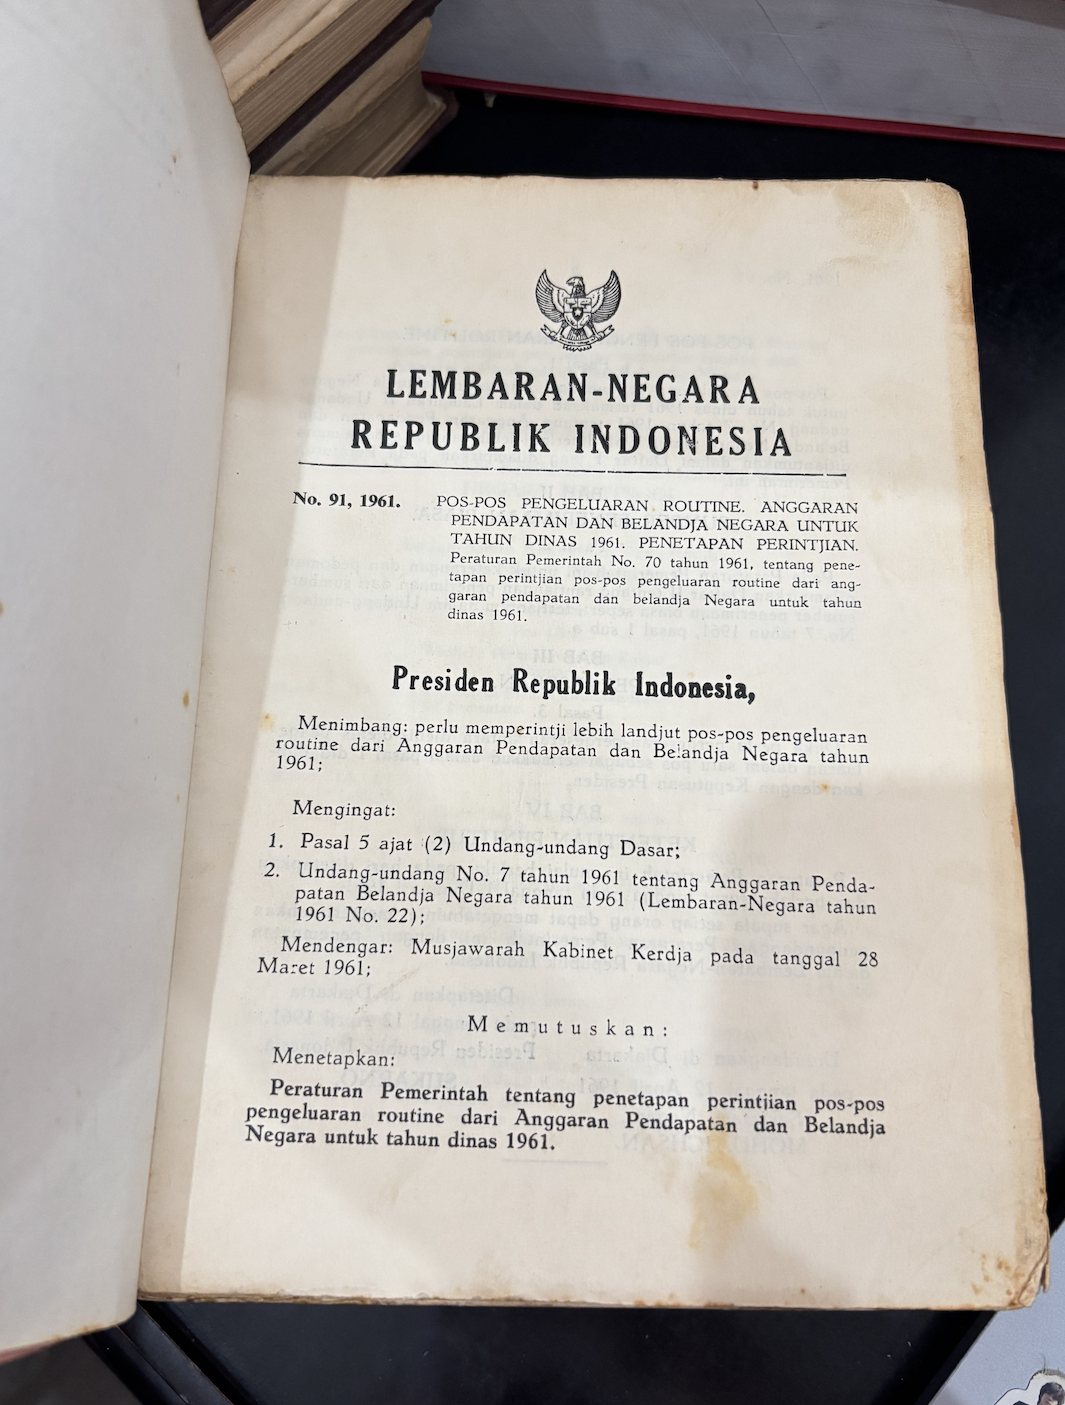 LEMBARAN-NEGARA
REPUBLIK INDONESIA
No. 91, 1961.
POS-POS PENGELUARAN ROUTINE. ANGGARAN
PENDAPATAN DAN BELANDJA NEGARA UNTUK
TAHUN DINAS 1961. PENETAPAN PERINTJIAN.
Peraturan Pemerintah No. 70 tahun 1961, tentang pene-
tapan perintjian pos-pos pengeluaran routine dari ang-
garan pendapatan dan belandja Negara untuk tahun
dinas 1961.
Presiden Republik Indonesia,
Menimbang: perlu memperintji lebih landjut pos-pos pengeluaran
routine dari Anggaran Pendapatan dan Belandja Negara tahun
1961;
Mengingat:
1. Pasal 5 ajat (2) Undang-undang Dasar;
2. Undang-undang No. 7 tahun 1961 tentang Anggaran Penda-
patan Belandja Negara tahun 1961 (Lembaran-Negara tahun
1961 No. 22);
Mendengar: Musjawarah Kabinet Kerdja pada tanggal 28
Maret 1961;
Memutuskan:
Menetapkan:
Peraturan Pemerintah tentang penetapan perintjian pos-pos
pengeluaran routine dari Anggaran Pendapatan dan Belandja
Negara untuk tahun dinas 1961.